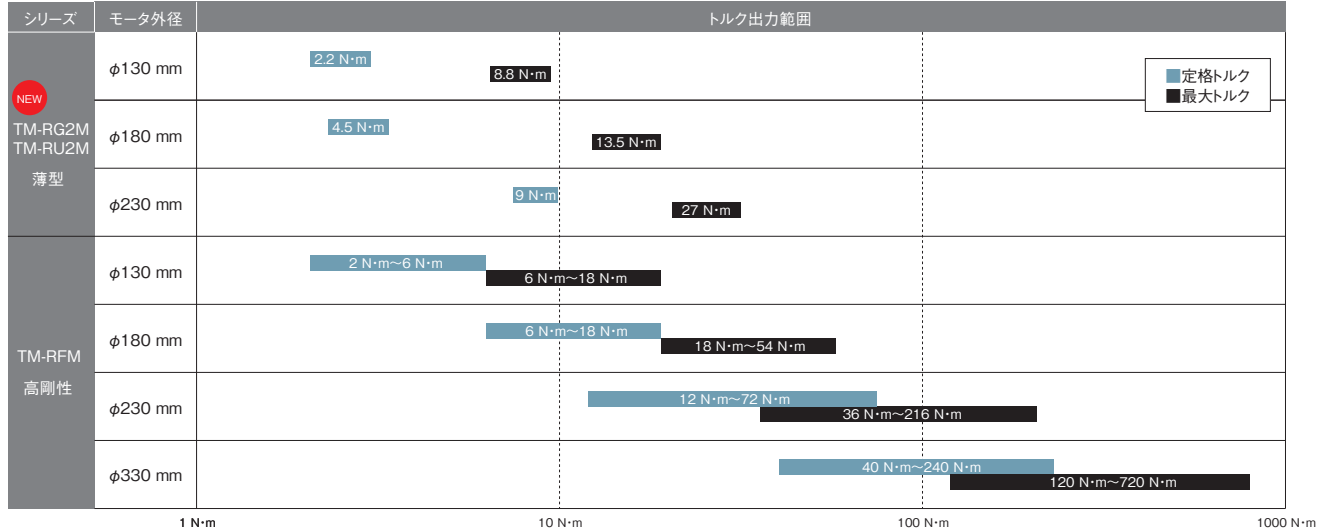 シリーズ
モータ外径
トルク出力範囲
定格トルク
最大トルク
NEW
TM-RG2M
TM-RU2M
薄型
φ130 mm
2.2 N・m
8.8 N・m
φ180 mm
4.5 N・m
13.5 N・m
φ230 mm
9 N・m
27 N・m
TM-RFM
高剛性
φ130 mm
2 N・m～6 N・m
6 N・m～18 N・m
φ180 mm
6 N・m～18 N・m
18 N・m～54 N・m
φ230 mm
12 N・m～72 N・m
36 N・m～216 N・m
φ330 mm
40 N・m～240 N・m
120 N・m～720 N・m
1 N・m
10 N・m
100 N・m
1000 N・m